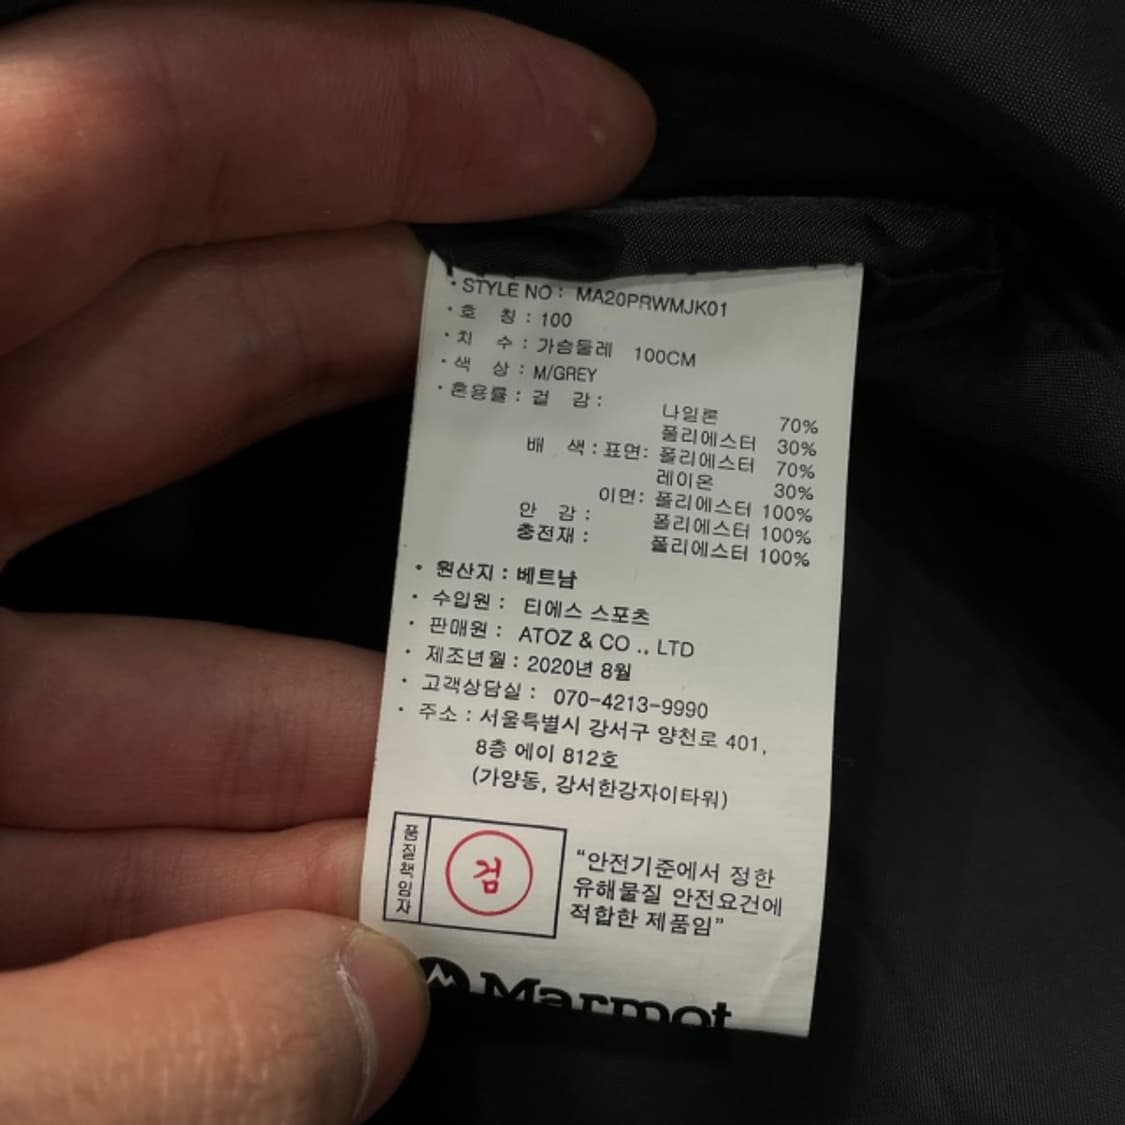 · STYLE NO : MA20PRWMJK01
· 호 칭 : 100
· 치 수 : 가슴둘레 100CM
· 색 상 : M/GREY
· 혼용률 : 겉 감 : 나일론 70%
폴리에스터 30%
배 색 : 표면: 폴리에스터 70%
레이온 30%
이면: 폴리에스터 100%
안 감 : 폴리에스터 100%
충전재 : 폴리에스터 100%
· 원산지 : 베트남
· 수입원 : 티에스 스포츠
· 판매원 : ATOZ & CO ., LTD
· 제조년월 : 2020년 8월
· 고객상담실 : 070-4213-9990
· 주소 : 서울특별시 강서구 양천로 401,
8층 에이 812호
(가양동, 강서한강자이타워)
품질책임자
검
“안전기준에서 정한
유해물질 안전요건에
적합한 제품임”
Marmot